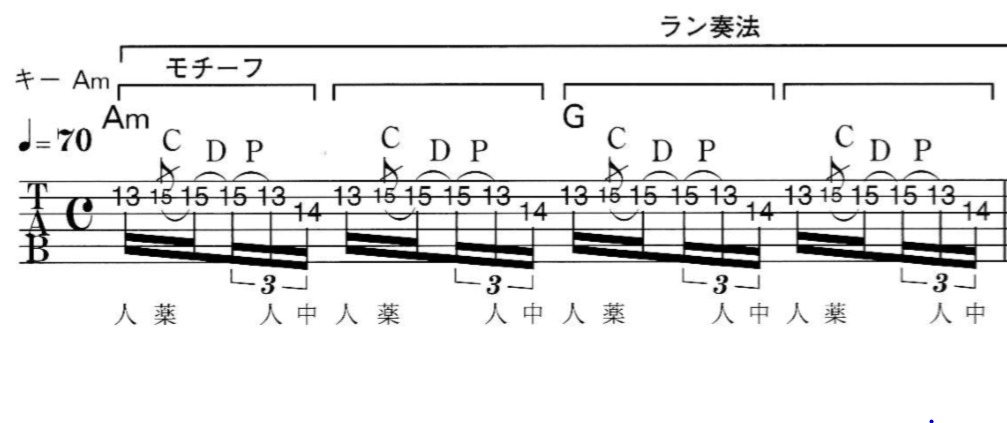 ラン奏法
キー Am モチーフ
Am G
♩=70 C D P C D P C D P C D P
T A B C 13 15 15 15 13 14 13 15 15 15 13 14 13 15 15 15 13 14 13 15 15 15 13 14
3 3 3 3
人 薬 人 中 人 薬 人 中 人 薬 人 中 人 薬 人 中